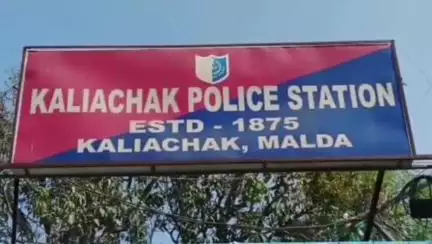 KALIACHAK POLICE STATION
ESTD - 1875
KALIACHAK, MALDA